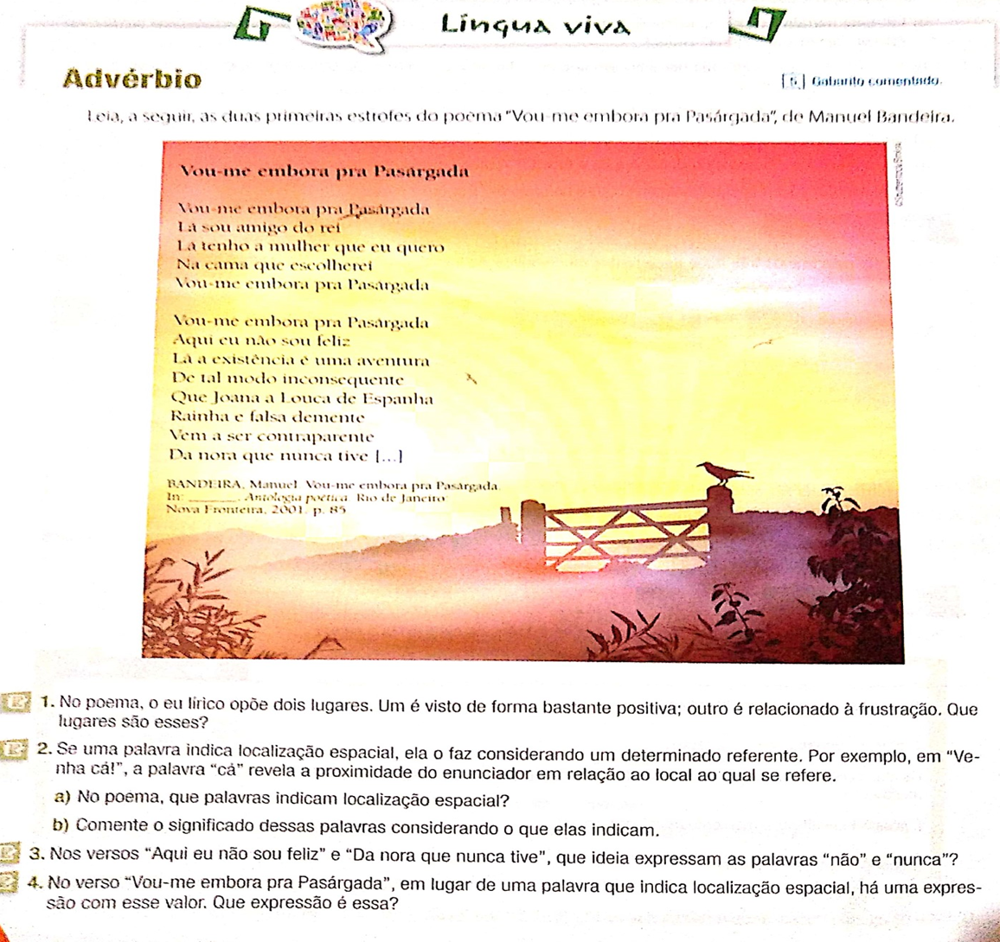 Língua viva
Advérbio
5 Gabarito comentado.
Leia, a seguir, as duas primeiras estrofes do poema "Vou-me embora pra Pasárgada", de Manuel Bandeira.
Vou-me embora pra Pasárgada
Vou-me embora pra Pasárgada
Lá sou amigo do rei
Lá tenho a mulher que eu quero
Na cama que escolherei
Vou-me embora pra Pasárgada
Vou-me embora pra Pasárgada
Aqui eu não sou feliz
Lá a existência é uma aventura
De tal modo inconsequente
Que Joana a Louca de Espanha
Rainha e falsa demente
Vem a ser contraparente
Da nora que nunca tive [...]
BANDEIRA, Manuel. Vou-me embora pra Pasárgada.
In: ______. Antologia poética. Rio de Janeiro:
Nova Fronteira, 2001. p. 85
1. No poema, o eu lírico opõe dois lugares. Um é visto de forma bastante positiva; outro é relacionado à frustração. Que
lugares são esses?
2. Se uma palavra indica localização espacial, ela o faz considerando um determinado referente. Por exemplo, em "Ve-
nha cá!", a palavra "cá" revela a proximidade do enunciador em relação ao local ao qual se refere.
a) No poema, que palavras indicam localização espacial?
b) Comente o significado dessas palavras considerando o que elas indicam.
3. Nos versos "Aqui eu não sou feliz" e "Da nora que nunca tive", que ideia expressam as palavras "não" e "nunca"?
4. No verso "Vou-me embora pra Pasárgada", em lugar de uma palavra que indica localização espacial, há uma expres-
são com esse valor. Que expressão é essa?